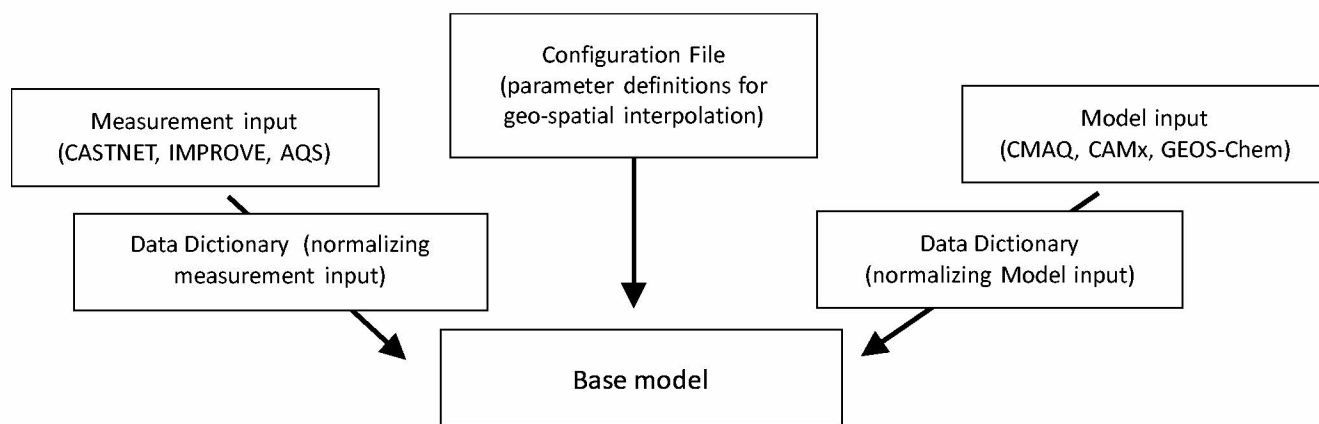 Configuration File
(parameter definitions for
geo-spatial interpolation)
Measurement input
(CASTNET, IMPROVE, AQS)
Model input
(CMAQ, CAMx, GEOS-Chem)
Data Dictionary (normalizing
measurement input)
Data Dictionary
(normalizing Model input)
Base model